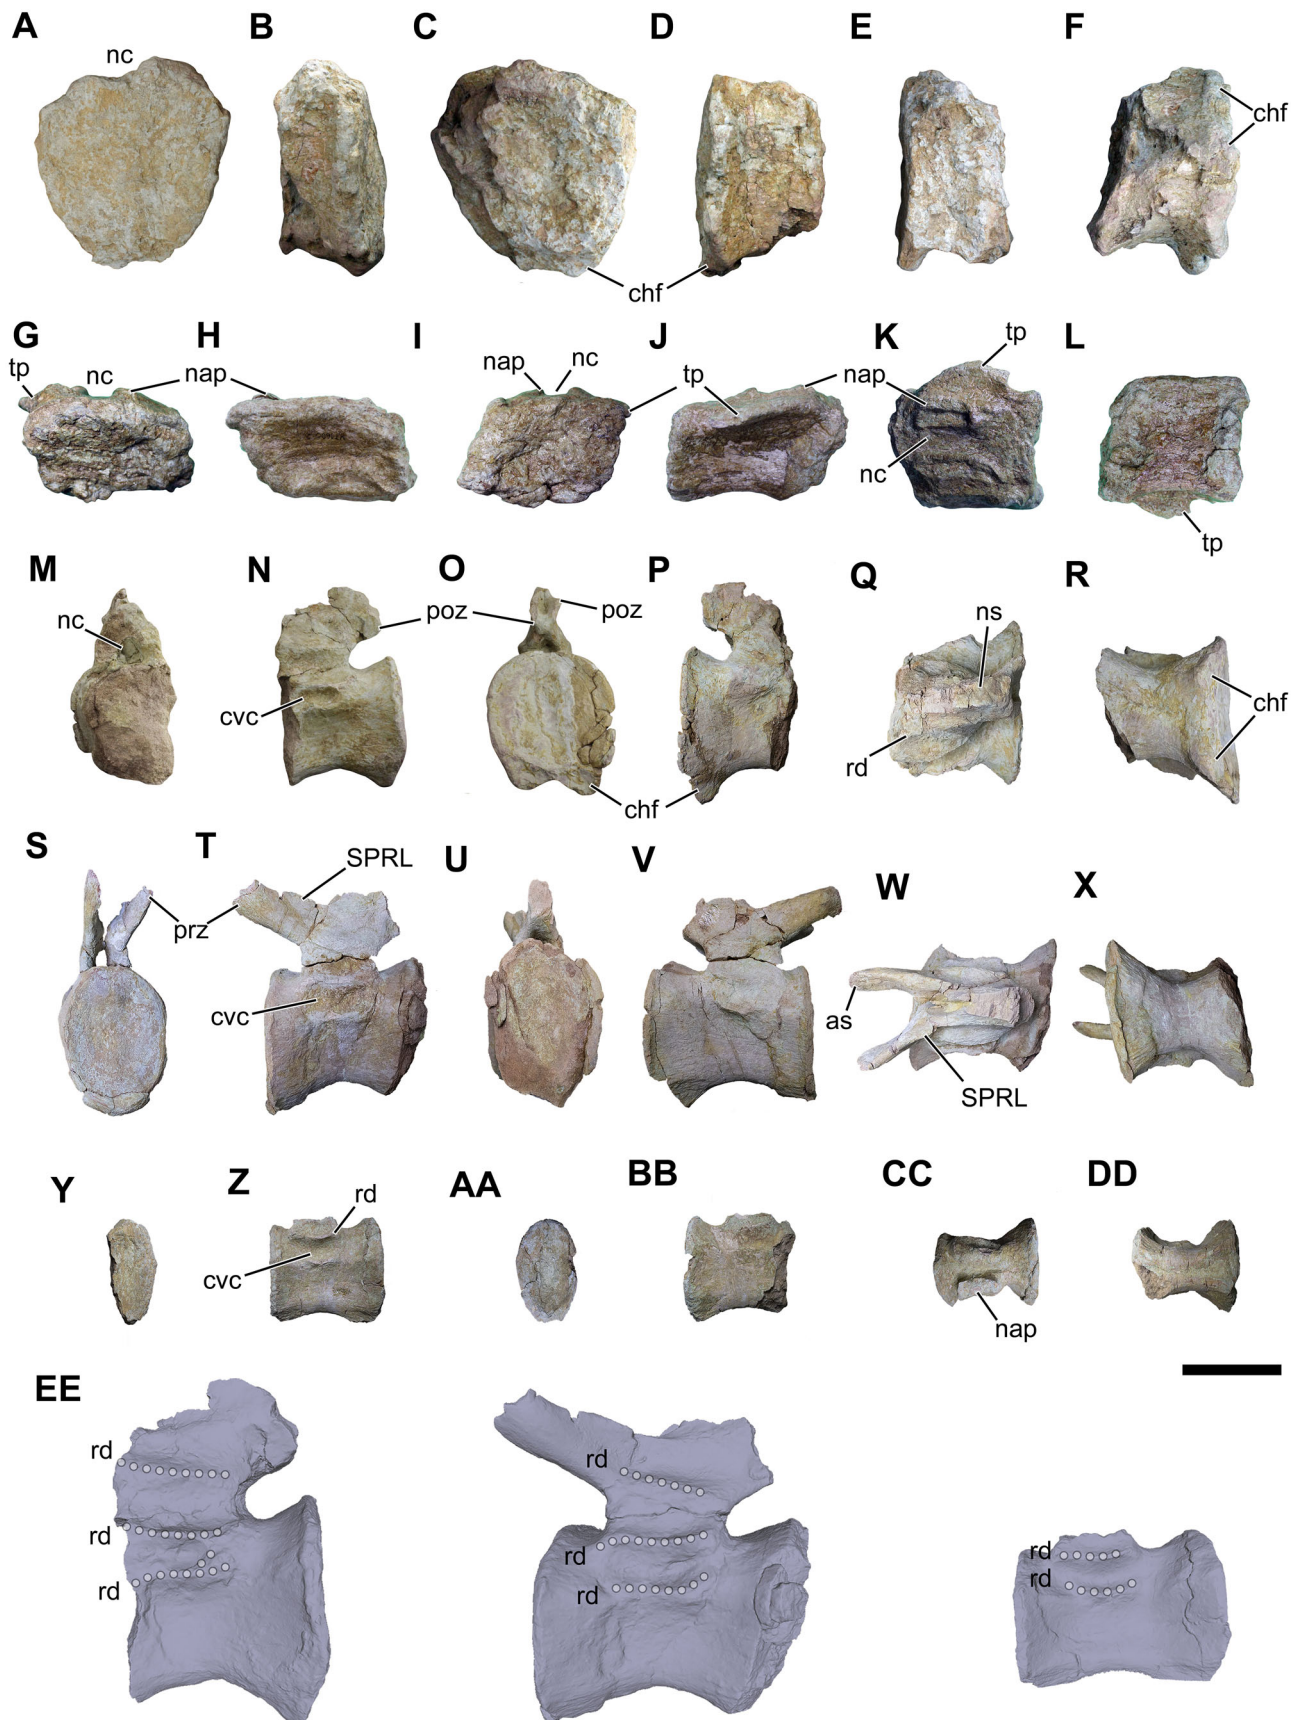 A B C D E F
nc
chf
chf
G H I J K L
tp nc nap nap nc tp nap tp
nc
tp
M N O P Q R
nc poz poz ns
cvc chf
rd
chf
S T U V W X
SPRL
prz
cvc as
SPRL
Y Z AA BB CC DD
rd
cvc
nap
EE
rd rd
rd rd rd
rd rd rd